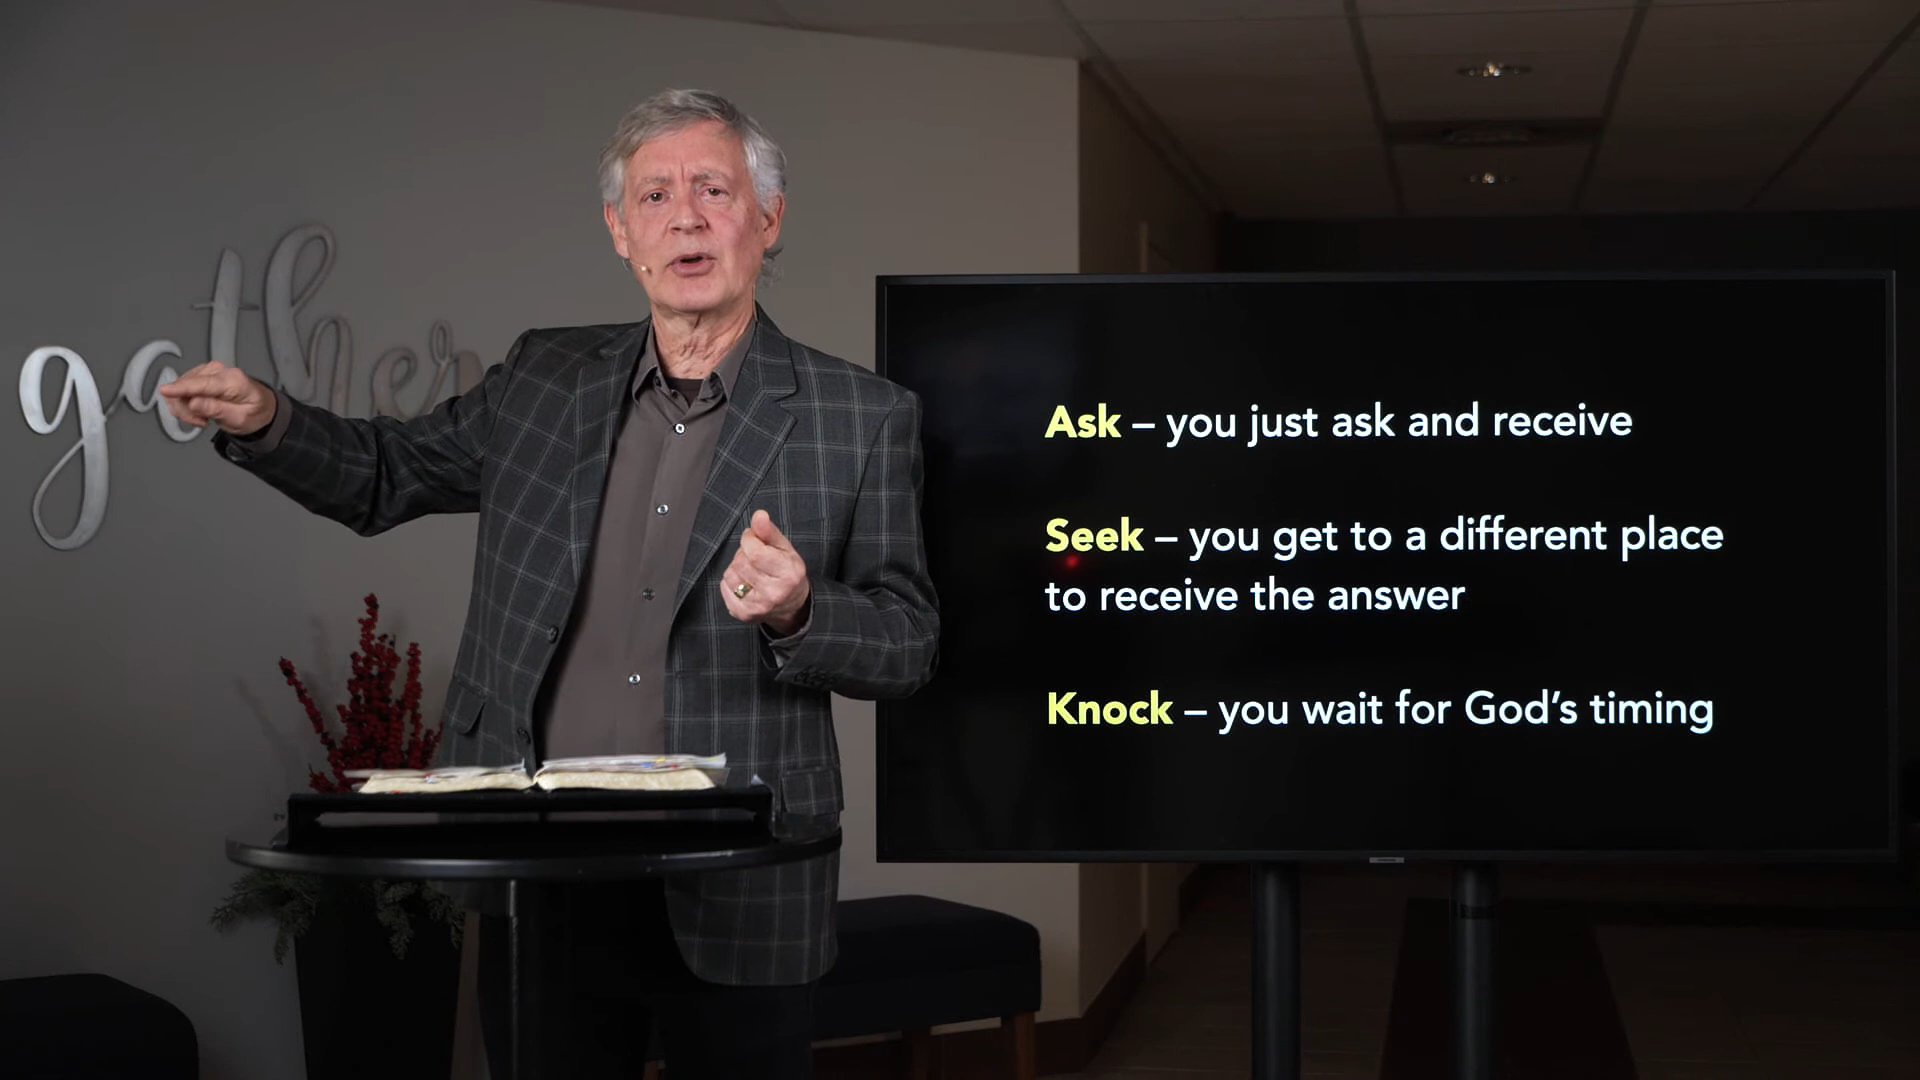 gather
Ask – you just ask and receive
Seek – you get to a different place
to receive the answer
Knock – you wait for God’s timing